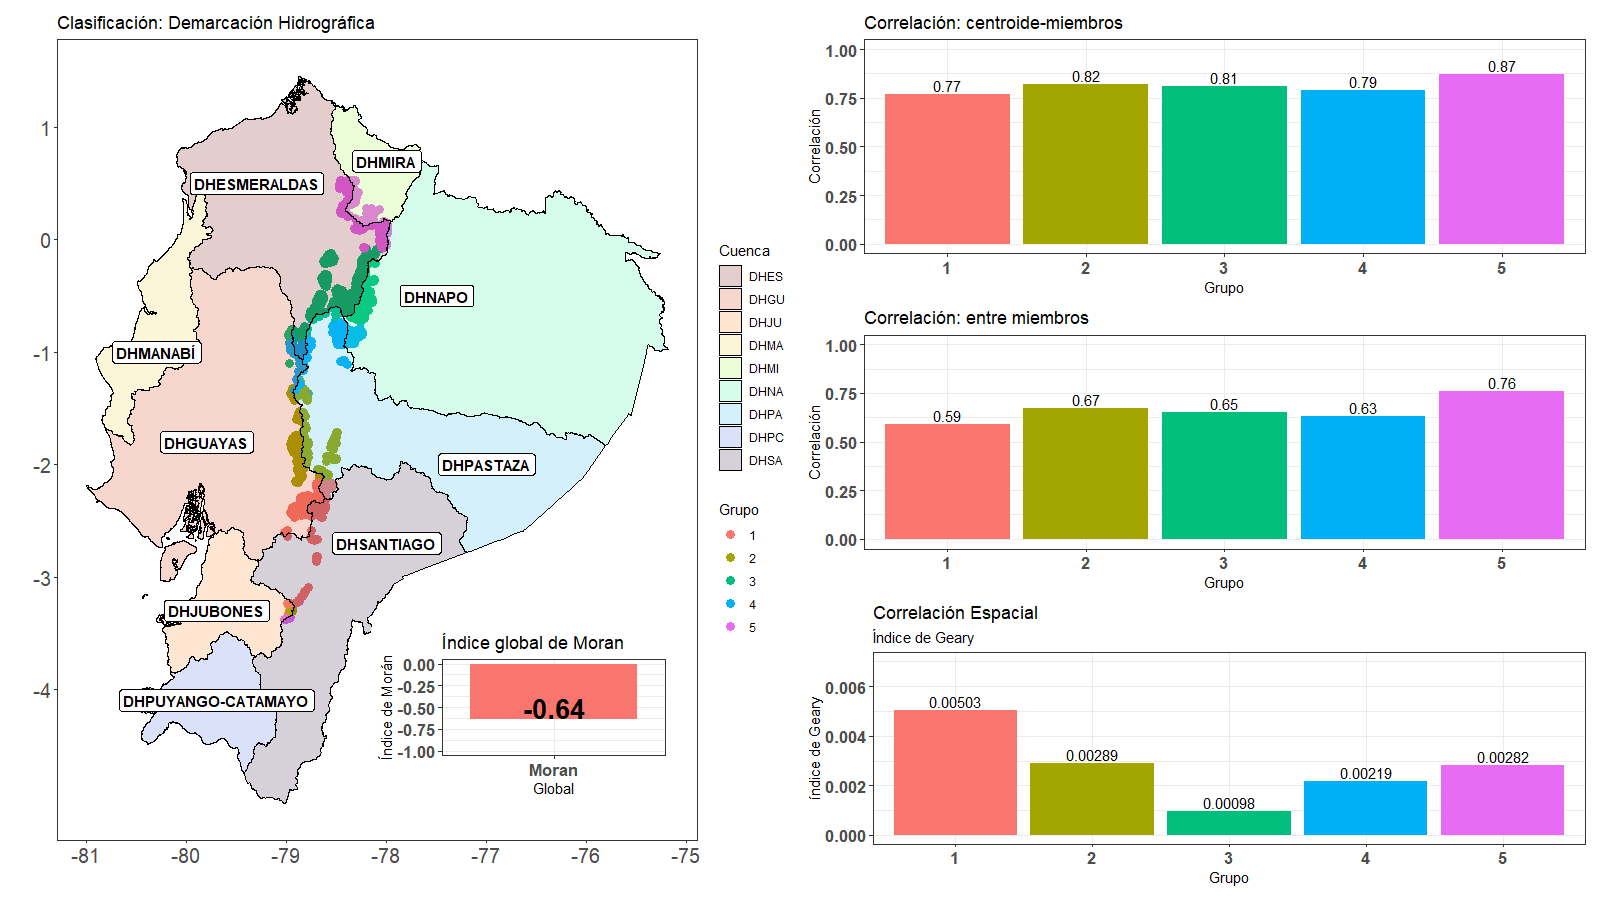 Clasificación: Demarcación Hidrográfica
1
0
-1
-2
-3
-4
-81
-80
-79
-78
-77
-76
-75
DHMIRA
DHESMERALDAS
DHNAPO
DHMANABÍ
DHGUAYAS
DHPASTAZA
DHSANTIAGO
DHJUBONES
DHPUYANGO-CATAMAYO
Índice global de Moran
Índice de Morán
0.00
-0.25
-0.50
-0.75
-1.00
-0.64
Moran
Global
Cuenca
DHES
DHGU
DHJU
DHMA
DHMI
DHNA
DHPA
DHPC
DHSA
Grupo
1
2
3
4
5
Correlación: centroide-miembros
Correlación
1.00
0.75
0.50
0.25
0.00
0.77
0.82
0.81
0.79
0.87
1
2
3
4
5
Grupo
Correlación: entre miembros
Correlación
1.00
0.75
0.50
0.25
0.00
0.59
0.67
0.65
0.63
0.76
1
2
3
4
5
Grupo
Correlación Espacial
Índice de Geary
Índice de Geary
0.006
0.004
0.002
0.000
0.00503
0.00289
0.00098
0.00219
0.00282
1
2
3
4
5
Grupo